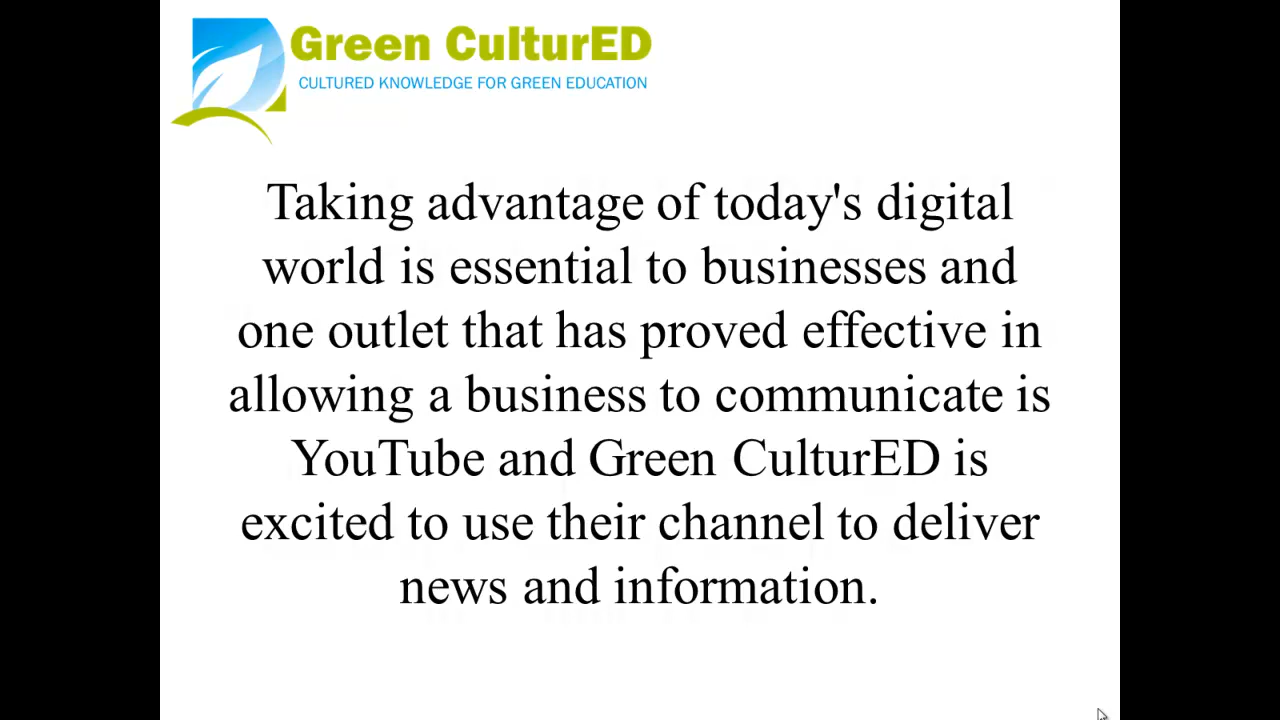 Green CulturED
CULTURED KNOWLEDGE FOR GREEN EDUCATION
Taking advantage of today's digital
world is essential to businesses and
one outlet that has proved effective in
allowing a business to communicate is
YouTube and Green CulturED is
excited to use their channel to deliver
news and information.